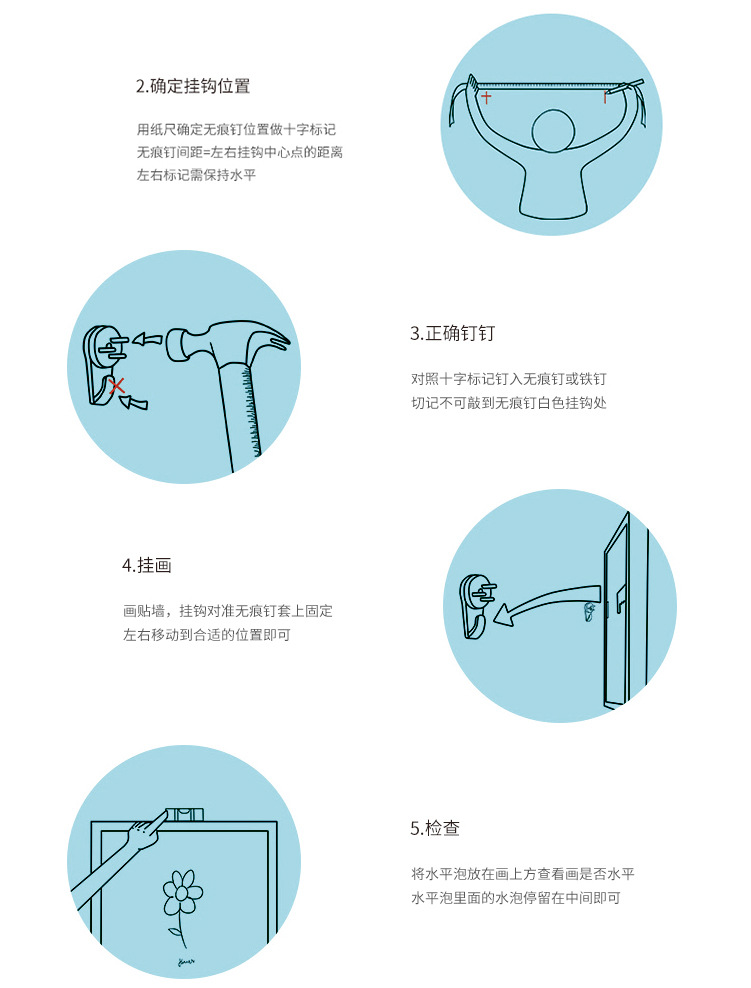 2.确定挂钩位置
用纸尺确定无痕钉位置做十字标记
无痕钉间距=左右挂钩中心点的距离
左右标记需保持水平
3.正确钉钉
对照十字标记钉入无痕钉或铁钉
切记不可敲到无痕钉白色挂钩处
4.挂画
画贴墙，挂钩对准无痕钉套上固定
左右移动到合适的位置即可
5.检查
将水平泡放在画上方查看画是否水平
水平泡里面的水泡停留在中间即可